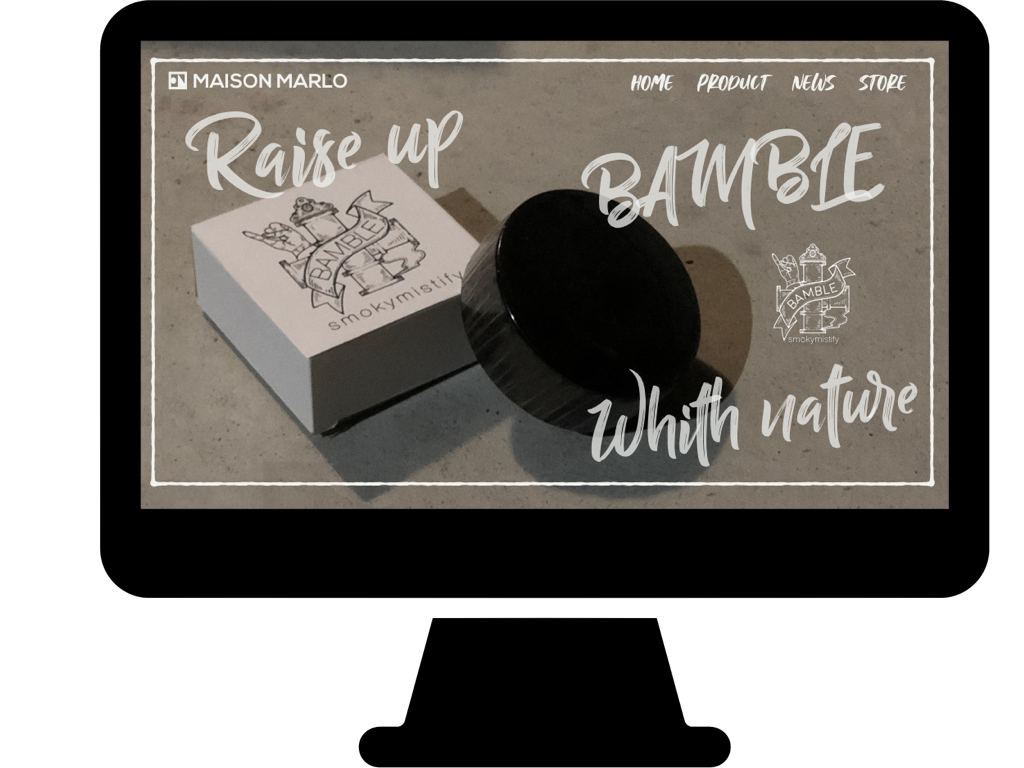 MAISON MARLO
HOME PRODUCT NEWS STORE
Raise up
BAMBLE
BAMBLE
smokymistify
BAMBLE
smokymistify
Whith nature